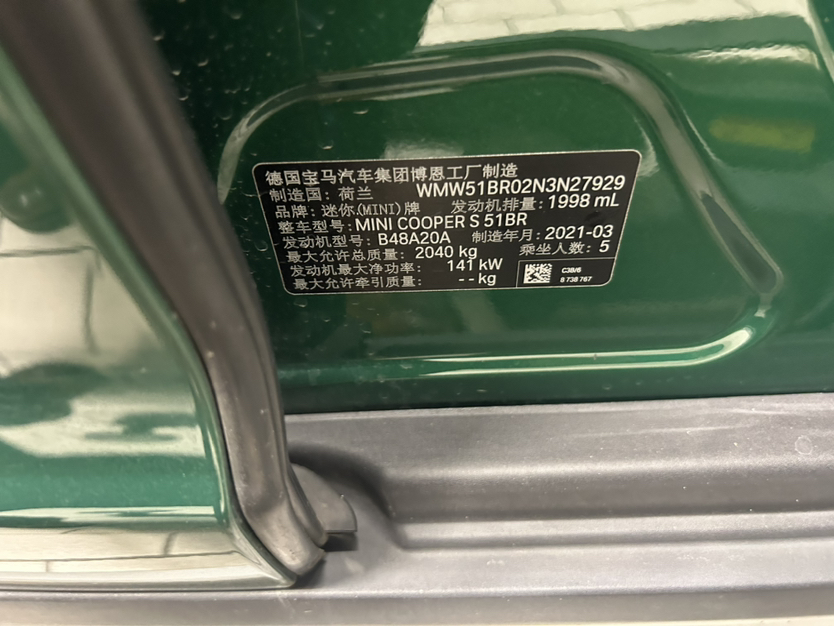 德国宝马汽车集团博恩工厂制造
制造国：荷兰 WMW51BR02N3N27929
品牌：迷你(MINI)牌 发动机排量：1998 mL
整车型号：MINI COOPER S 51BR
发动机型号：B48A20A 制造年月：2021-03
最大允许总质量：2040 kg 乘坐人数：5
发动机最大净功率：141 kW
最大允许牵引质量：--kg
C3B/6
8 738 767